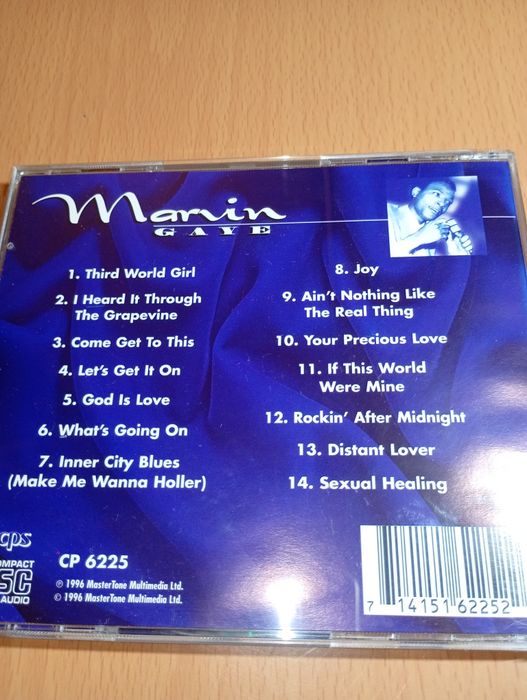 Marvin
GAYE
1. Third World Girl
2. I Heard It Through
The Grapevine
3. Come Get To This
4. Let's Get It On
5. God Is Love
6. What's Going On
7. Inner City Blues
(Make Me Wanna Holler)
8. Joy
9. Ain't Nothing Like
The Real Thing
10. Your Precious Love
11. If This World
Were Mine
12. Rockin' After Midnight
13. Distant Lover
14. Sexual Healing
cps
CP 6225
COMPACT
DISC
AUDIO
℗ 1996 MasterTone Multimedia Ltd.
© 1996 MasterTone Multimedia Ltd.
7 14151 62252